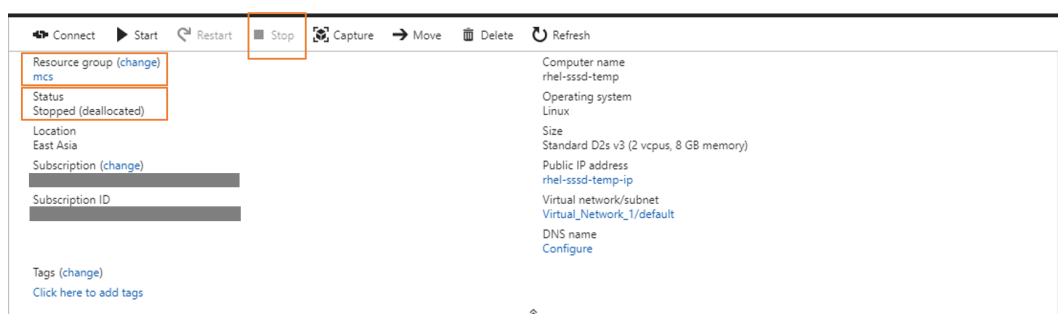 Connect Start Restart Stop Capture Move Delete Refresh
Resource group (change)
mcs
Status
Stopped (deallocated)
Location
East Asia
Subscription (change)
Subscription ID
Tags (change)
Click here to add tags
Computer name
rhel-sssd-temp
Operating system
Linux
Size
Standard D2s v3 (2 vcpus, 8 GB memory)
Public IP address
rhel-sssd-temp-ip
Virtual network/subnet
Virtual_Network_1/default
DNS name
Configure